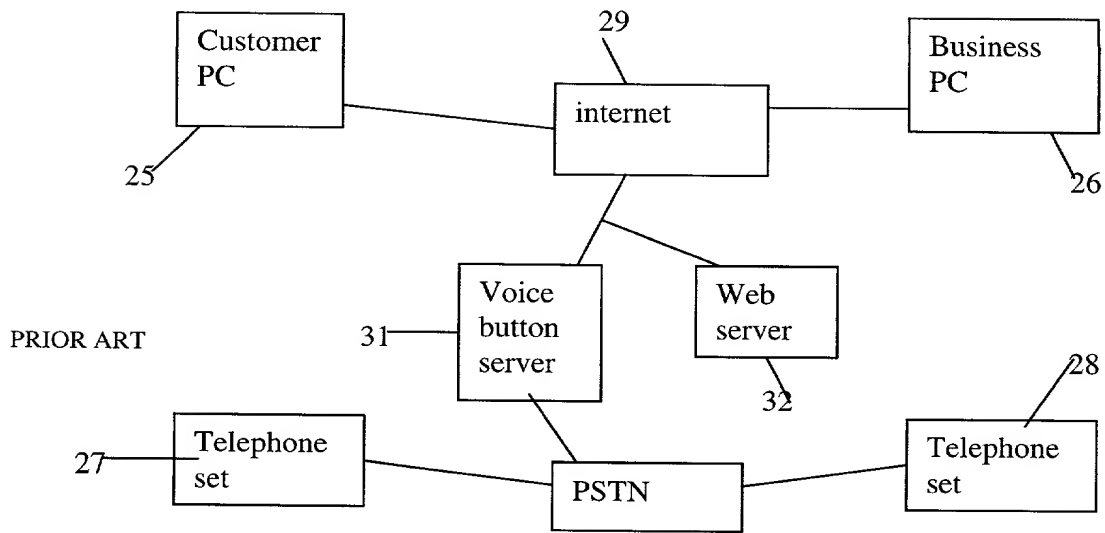 Customer
PC
29
Business
PC
internet
25
26
Voice
button
server
Web
server
PRIOR ART
31
32
28
27
Telephone
set
PSTN
Telephone
set